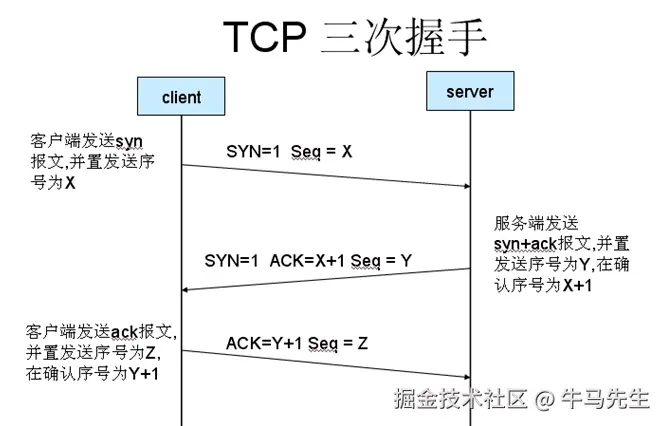 TCP 三次握手
client
server
客户端发送syn
报文,并置发送序
号为X
SYN=1 Seq = X
服务端发送
syn+ack报文,并置
发送序号为Y,在确
认序号为X+1
SYN=1 ACK=X+1 Seq = Y
客户端发送ack报文,
并置发送序号为Z,
在确认序号为Y+1
ACK=Y+1 Seq = Z
掘金技术社区 @ 牛马先生